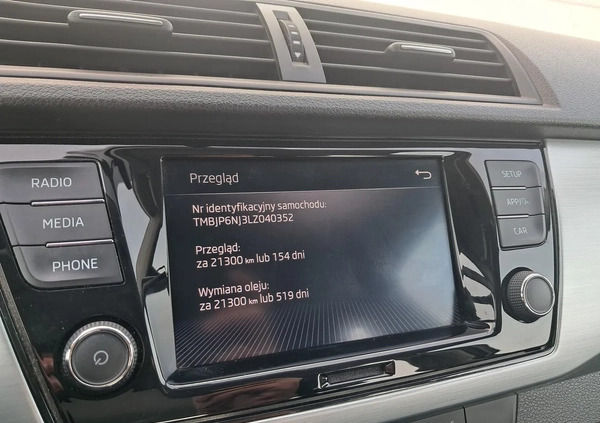 RADIO
MEDIA
PHONE
Przegląd
Nr identyfikacyjny samochodu:
TMBJP6NJ3LZ040352
Przegląd:
za 21300 km lub 154 dni
Wymiana oleju:
za 21300 km lub 519 dni
SETUP
CAR